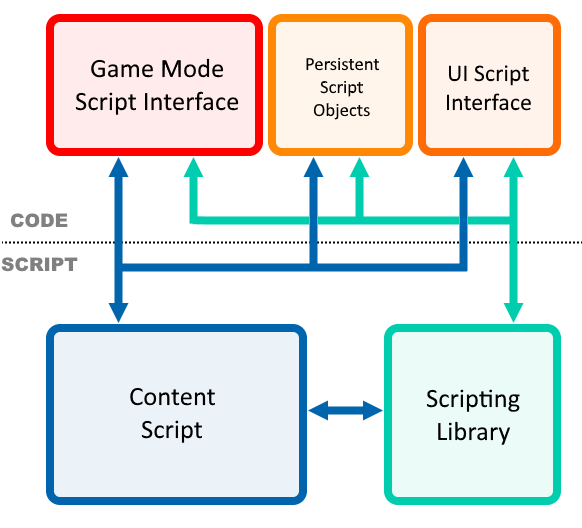 Game Mode
Script Interface
Persistent
Script
Objects
UI Script
Interface
CODE
SCRIPT
Content
Script
Scripting
Library